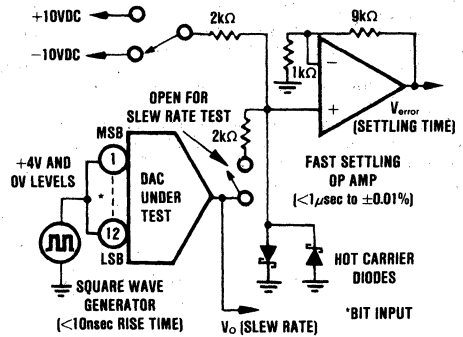 +10VDC
-10VDC
2kΩ
9kΩ
1kΩ
−
+
Verror
(SETTLING TIME)
OPEN FOR
SLEW RATE TEST
2kΩ
MSB
1
+4V AND
0V LEVELS
*
DAC
UNDER
TEST
12
LSB
FAST SETTLING
OP AMP
(<1μsec to ±0.01%)
HOT CARRIER
DIODES
SQUARE WAVE
GENERATOR
(<10nsec RISE TIME)
VO (SLEW RATE)
*BIT INPUT